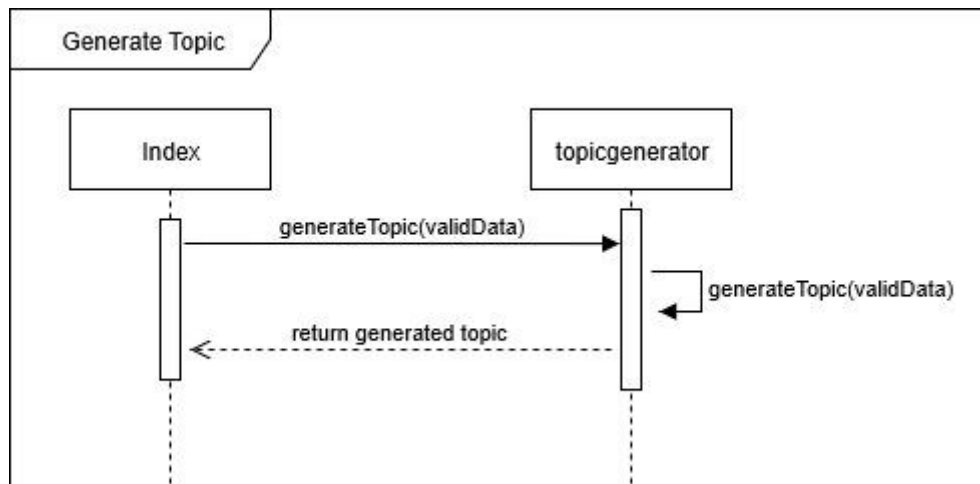 Generate Topic
Index
topicgenerator
generateTopic(validData)
generateTopic(validData)
return generated topic